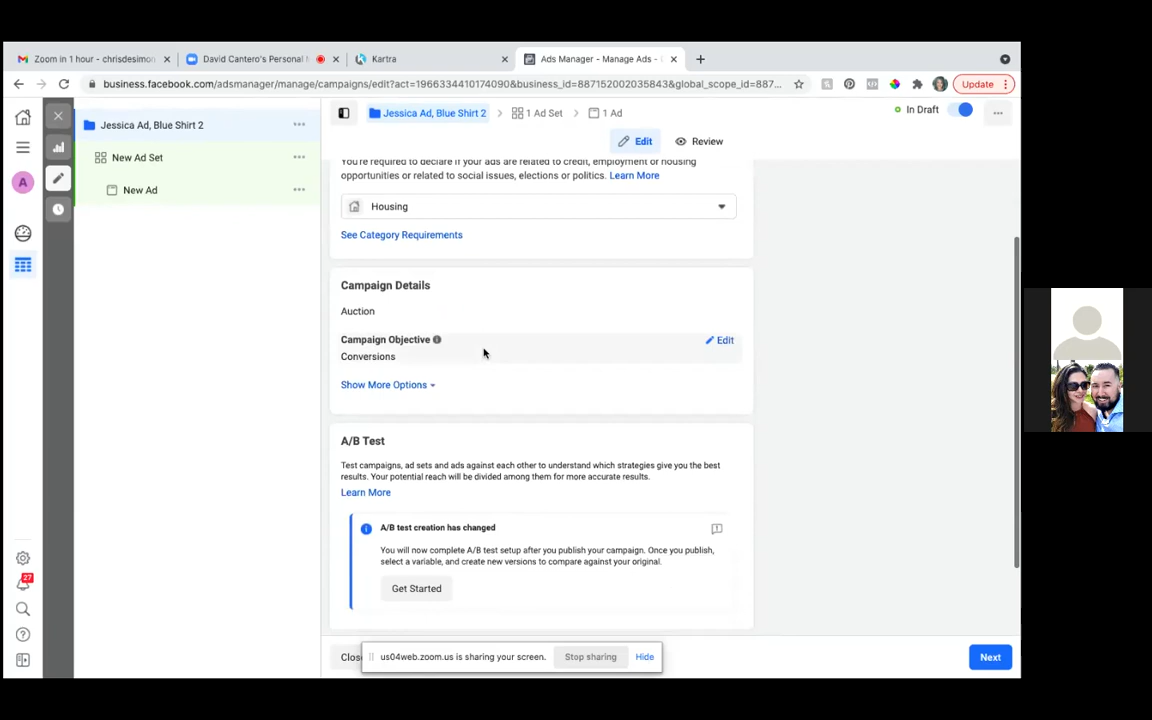 Zoom in 1 hour - chrisdesimon
David Cantero's Personal
Kartra
Ads Manager - Manage Ads -
business.facebook.com/adsmanager/manage/campaigns/edit?act=1966334410174090&business_id=887152002035843&global_scope_id=887...
Update
Jessica Ad, Blue Shirt 2
New Ad Set
New Ad
A
27
Jessica Ad, Blue Shirt 2
1 Ad Set
1 Ad
In Draft
Edit
Review
You're required to declare if your ads are related to credit, employment or housing
opportunities or related to social issues, elections or politics. Learn More
Housing
See Category Requirements
Campaign Details
Auction
Campaign Objective
Edit
Conversions
Show More Options
A/B Test
Test campaigns, ad sets and ads against each other to understand which strategies give you the best
results. Your potential reach will be divided among them for more accurate results.
Learn More
A/B test creation has changed
You will now complete A/B test setup after you publish your campaign. Once you publish,
select a variable, and create new versions to compare against your original.
Get Started
Clos
us04web.zoom.us is sharing your screen.
Stop sharing
Hide
Next